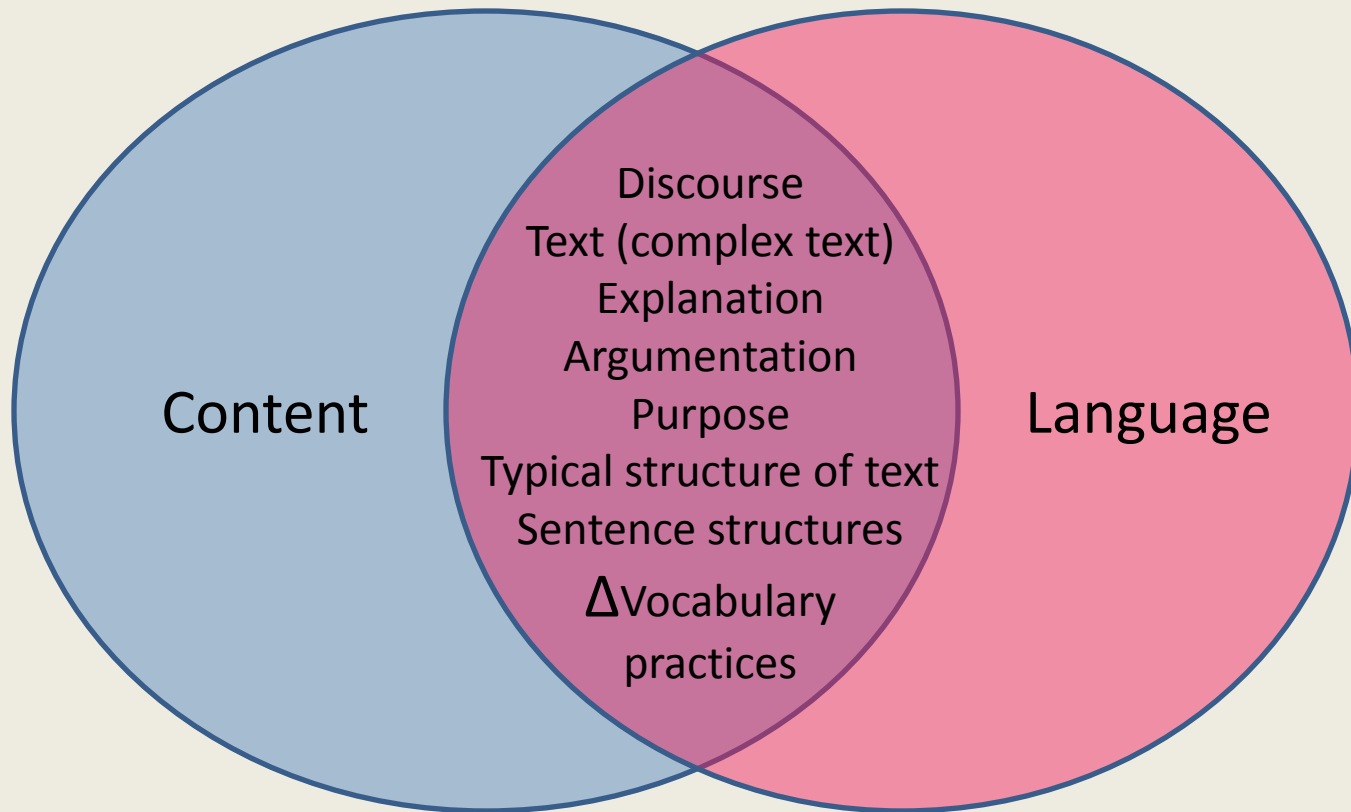 Discourse
Text (complex text)
Explanation
Argumentation
Content
Purpose
Language
Typical structure of text
Sentence structures
ΔVocabulary
practices